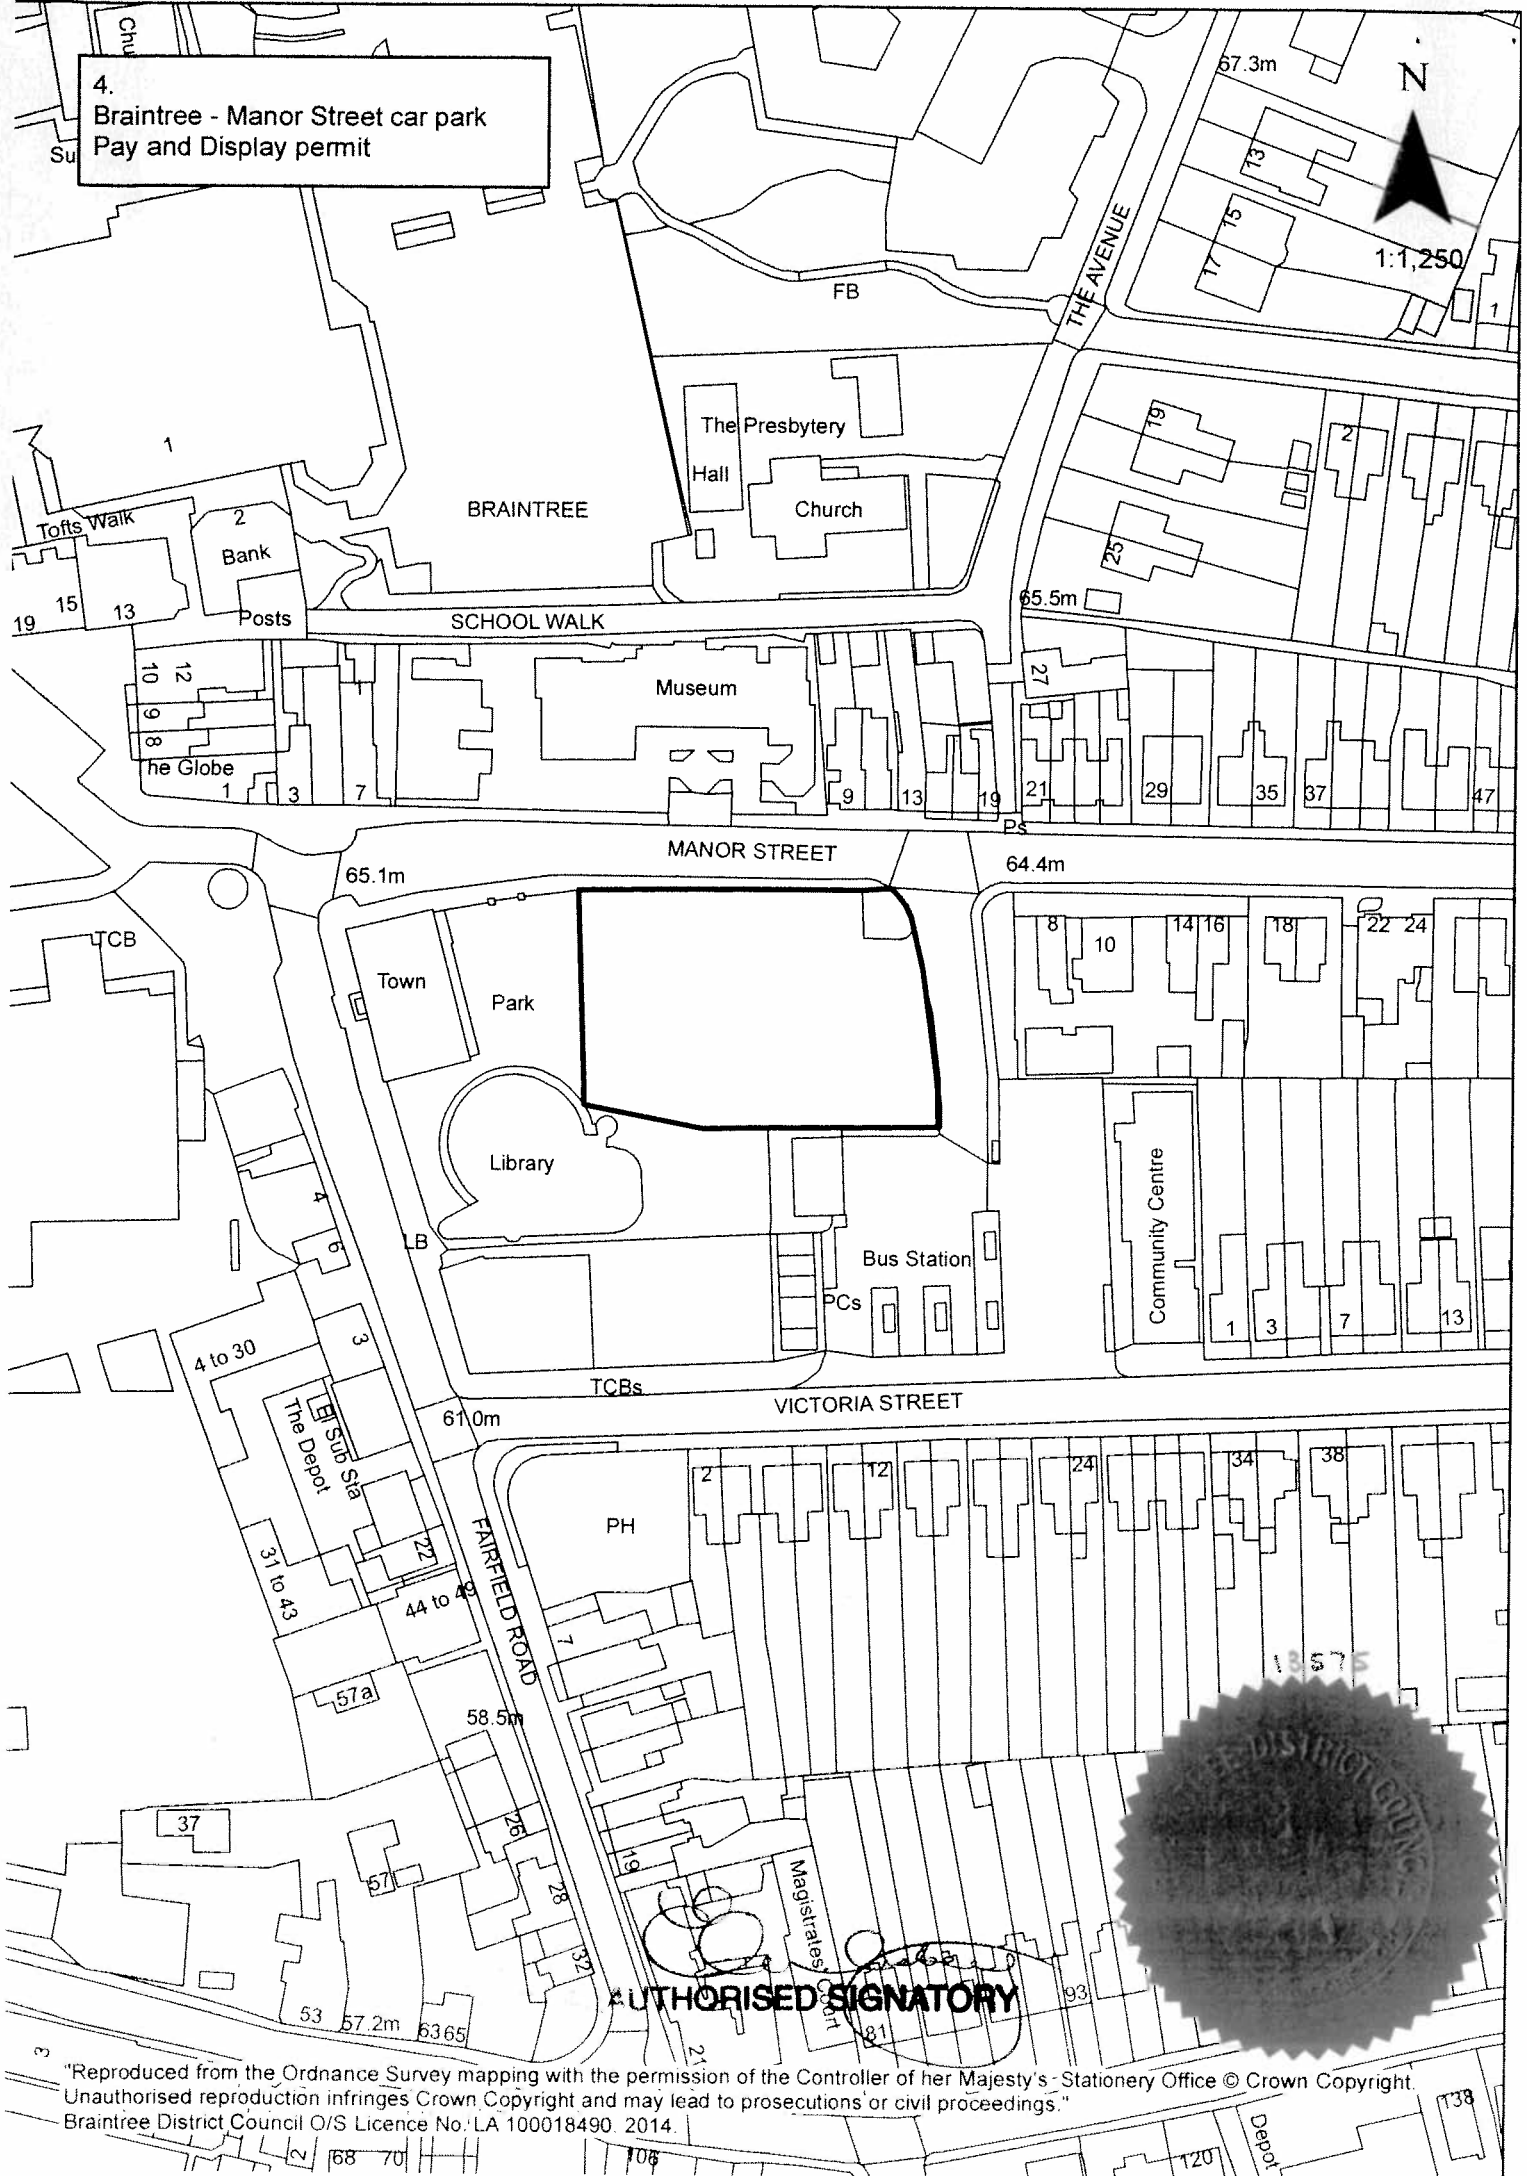 Chu
4.
Braintree - Manor Street car park
Pay and Display permit
Su
67.3m
N
1:1,250
13
15
17
1
THE AVENUE
FB
The Presbytery
Hall
Church
19
2
25
1
BRAINTREE
Tofts Walk
2
Bank
Posts
19
15
13
SCHOOL WALK
65.5m
10
12
9
8
he Globe
1
3
7
1
Museum
9
13
19
27
21
29
35
37
47
Ps
MANOR STREET
65.1m
64.4m
TCB
Town
Park
8
10
14
16
18
22
24
Library
4
6
LB
Bus Station
PCs
Community Centre
1
3
7
13
3
4 to 30
The Depot
El Sub Sta
TCBs
VICTORIA STREET
61.0m
2
12
24
34
38
PH
FAIRFIELD ROAD
22
31 to 43
44 to 49
7
57a
58.5m
13575
DISTRICT COUNC
37
57
26
28
32
19
Magistrates' Court
AUTHORISED SIGNATORY
81
93
53
57.2m
63
65
21
3
"Reproduced from the Ordnance Survey mapping with the permission of the Controller of her Majesty's Stationery Office © Crown Copyright.
Unauthorised reproduction infringes Crown Copyright and may lead to prosecutions or civil proceedings."
Braintree District Council O/S Licence No. LA 100018490. 2014.
2
68
70
106
120
Depot
138